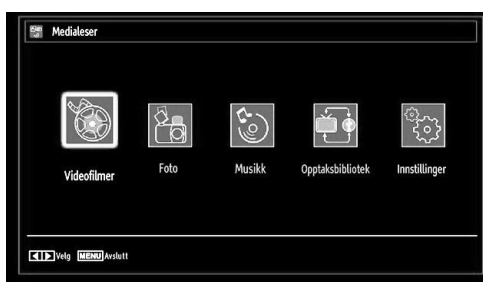 Medialeser
Videofilmer Foto Musikk Opptaksbibliotek Innstillinger
Velg MENU Avslutt